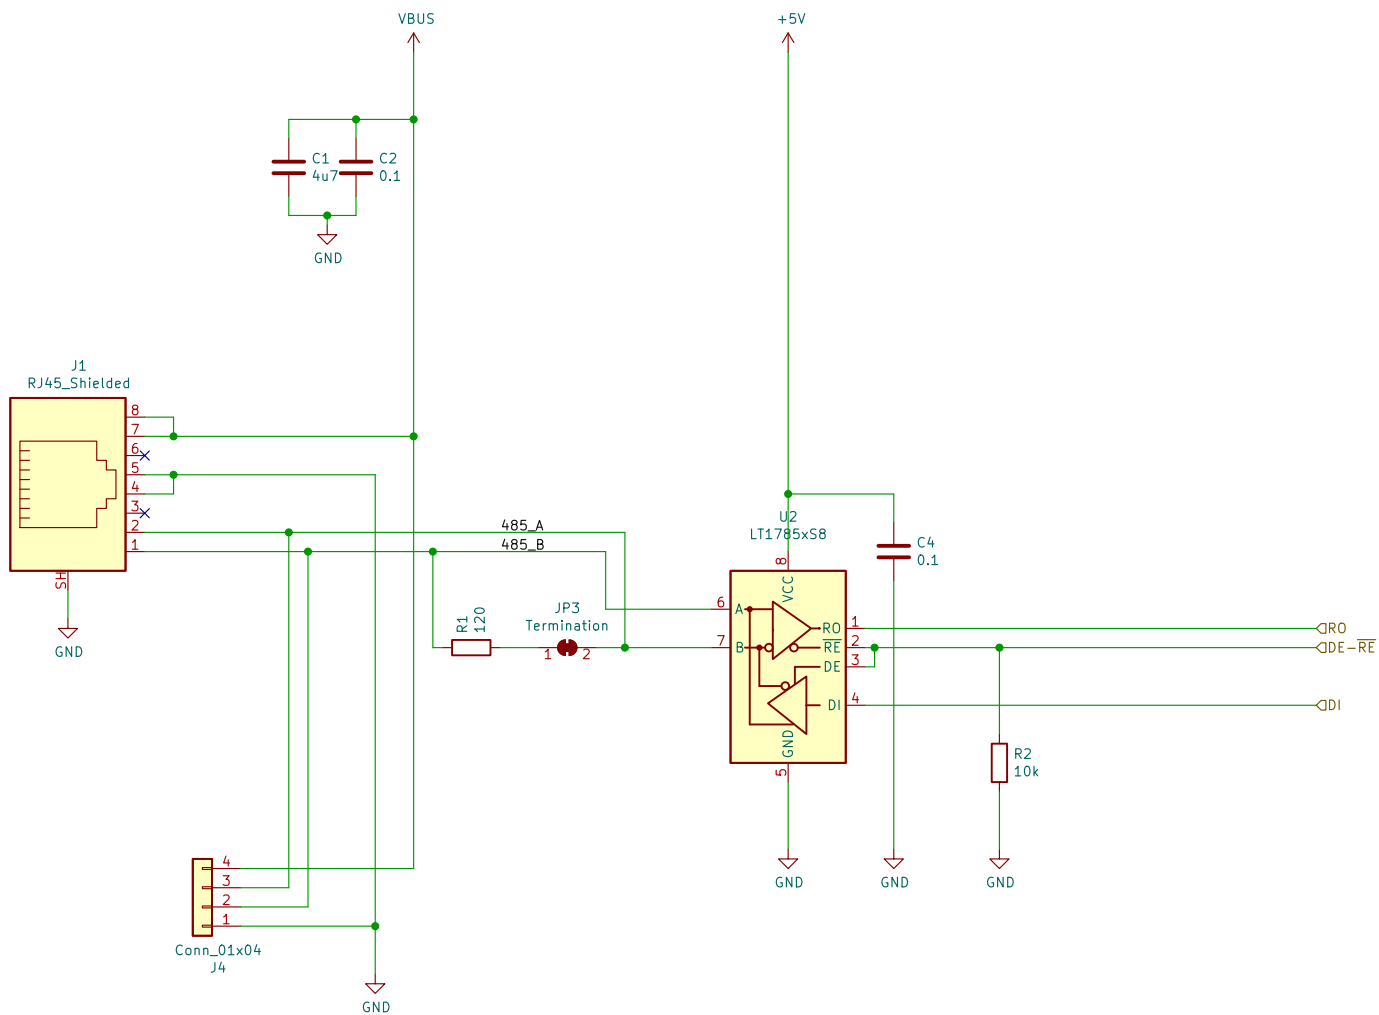 VBUS
+5V
C1
4u7
C2
0.1
GND
J1
RJ45_Shielded
8
7
6
5
4
3
2
1
SH
GND
485_A
485_B
R1
120
JP3
Termination
1
2
U2
LT1785xS8
8
VCC
6
A
7
B
RO
1
RE
2
DE
3
DI
4
GND
5
C4
0.1
RO
DE-RE
DI
R2
10k
GND
GND
GND
4
3
2
1
Conn_01x04
J4
GND